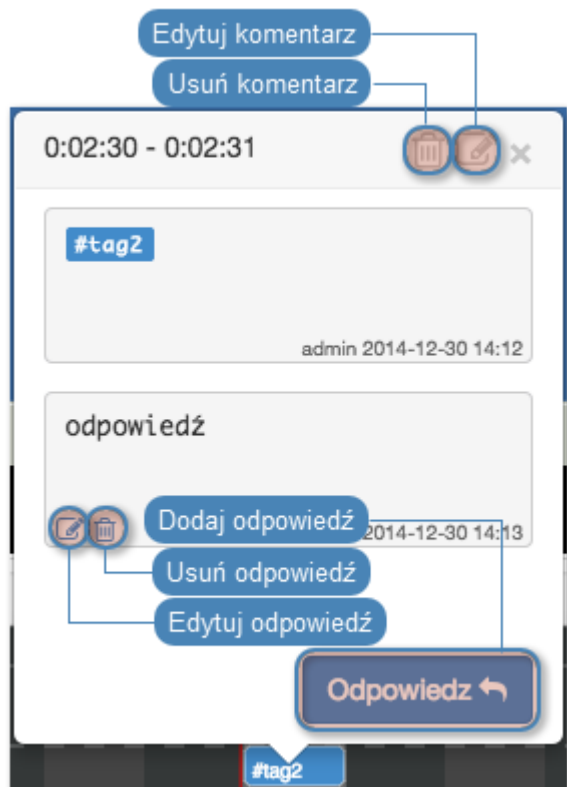 Edytuj komentarz
Usuń komentarz
0:02:30 - 0:02:31
#tag2
admin 2014-12-30 14:12
odpowiedź
Dodaj odpowiedź
2014-12-30 14:13
Usuń odpowiedź
Edytuj odpowiedź
Odpowiedz
#tag2